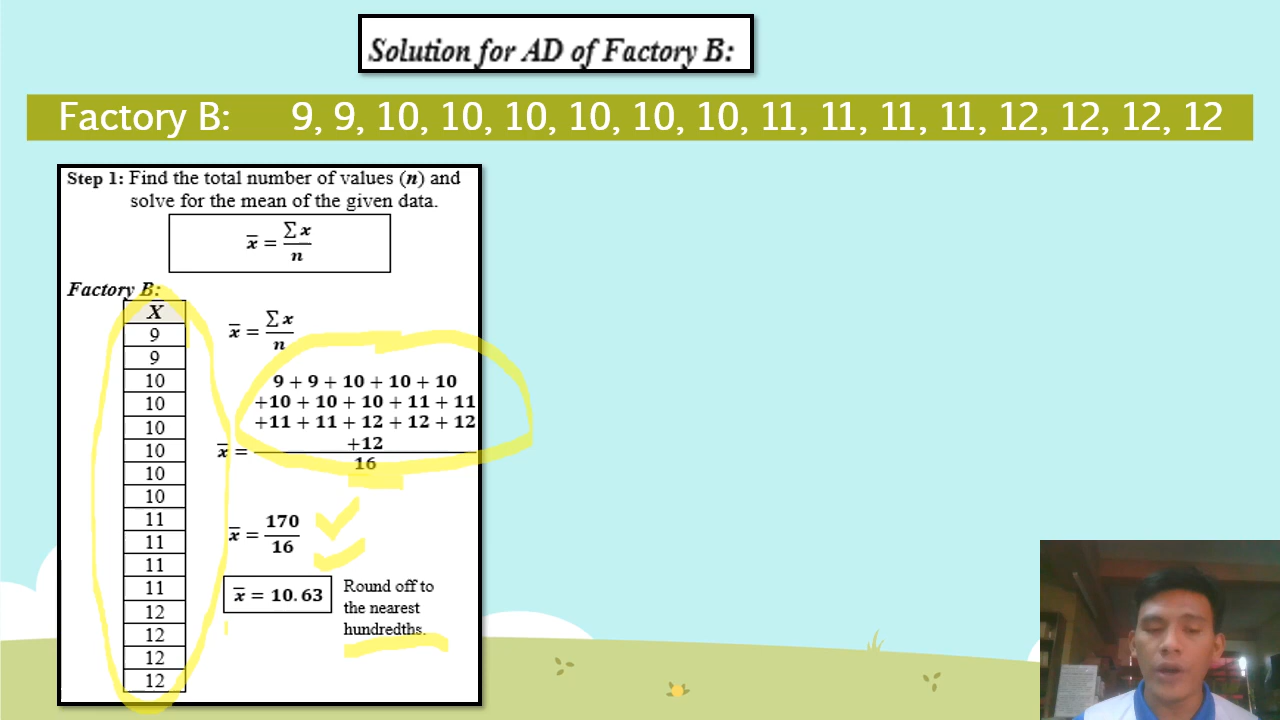 Solution for AD of Factory B:
Factory B: 9, 9, 10, 10, 10, 10, 10, 10, 11, 11, 11, 11, 12, 12, 12, 12
Step 1: Find the total number of values (n) and
solve for the mean of the given data.
x̅ = ∑x / n
Factory B:
X
9
9
10
10
10
10
10
10
11
11
11
11
12
12
12
12
x̅ = ∑x / n
9 + 9 + 10 + 10 + 10
+10 + 10 + 10 + 11 + 11
+11 + 11 + 12 + 12 + 12
+12
x̅ =
16
x̅ = 170 / 16
x̅ = 10.63
Round off to
the nearest
hundredths.